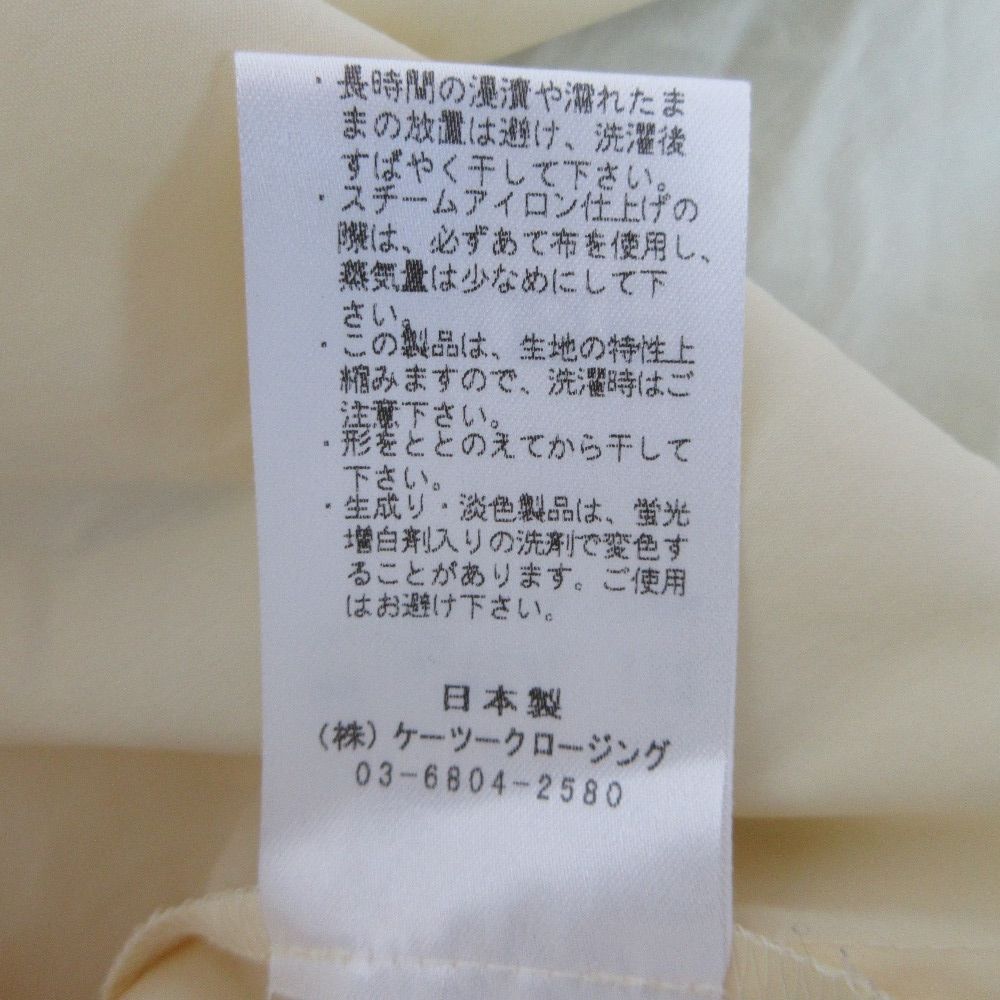 ・長時間の浸漬や濡れたま
まの放置は避け、洗濯後
すばやく干して下さい。
・スチームアイロン仕上げの
際は、必ずあて布を使用し、
蒸気量は少なめにして下
さい。
・この製品は、生地の特性上
縮みますので、洗濯時はご
注意下さい。
・形をととのえてから干して
下さい。
・生成り・淡色製品は、蛍光
増白剤入りの洗剤で変色す
ることがあります。ご使用
はお避け下さい。
日本製
(株)ケーツークロージング
03-6804-2580